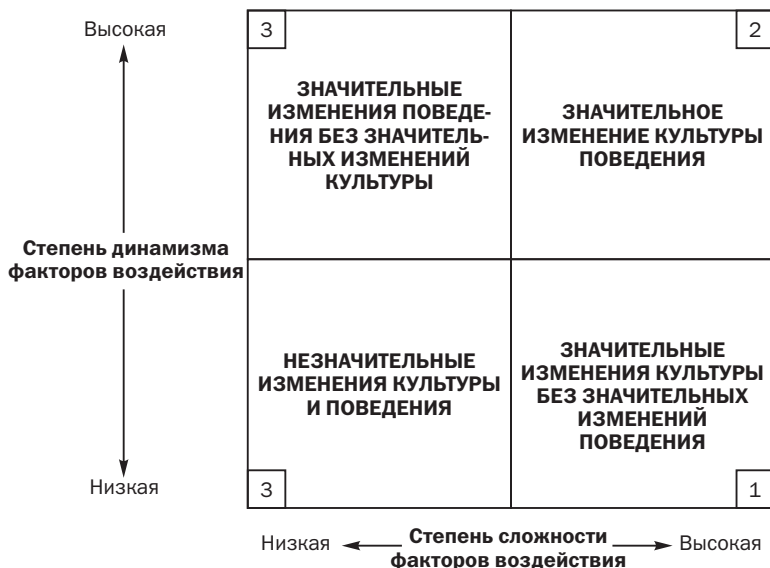 Высокая
3
2
ЗНАЧИТЕЛЬНЫЕ
ИЗМЕНЕНИЯ ПОВЕДЕ-
НИЯ БЕЗ ЗНАЧИТЕЛЬ-
НЫХ ИЗМЕНЕНИЙ
КУЛЬТУРЫ
ЗНАЧИТЕЛЬНОЕ
ИЗМЕНЕНИЕ КУЛЬТУРЫ
ПОВЕДЕНИЯ
Степень динамизма
факторов воздействия
НЕЗНАЧИТЕЛЬНЫЕ
ИЗМЕНЕНИЯ КУЛЬТУРЫ
И ПОВЕДЕНИЯ
ЗНАЧИТЕЛЬНЫЕ
ИЗМЕНЕНИЯ КУЛЬТУРЫ
БЕЗ ЗНАЧИТЕЛЬНЫХ
ИЗМЕНЕНИЙ
ПОВЕДЕНИЯ
Низкая
3
1
Низкая Степень сложности Высокая
факторов воздействия